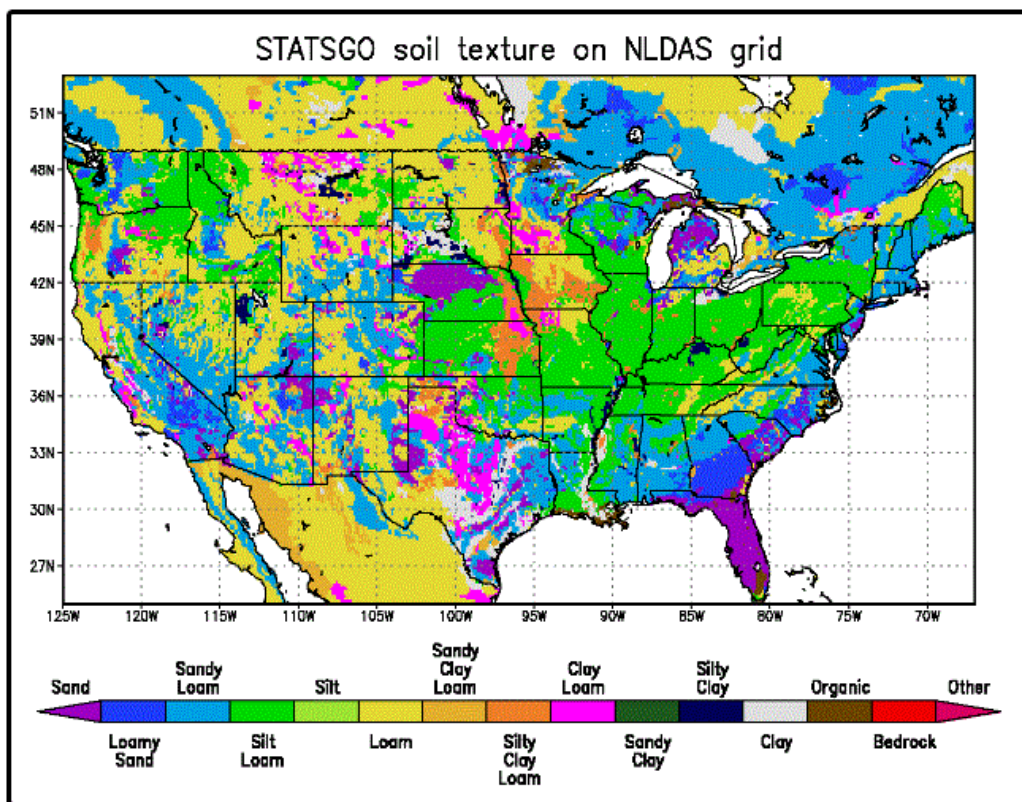 STATSGO soil texture on NLDAS grid
51N
48N
45N
42N
39N
36N
33N
30N
27N
125W 120W 115W 110W 105W 100W 95W 90W 85W 80W 75W 70W
Sand
Sandy
Loam
Silt
Sandy
Clay
Loam
Clay
Loam
Silty
Clay
Organic
Other
Loamy
Sand
Silt
Loam
Loam
Silty
Clay
Loam
Sandy
Clay
Clay
Bedrock